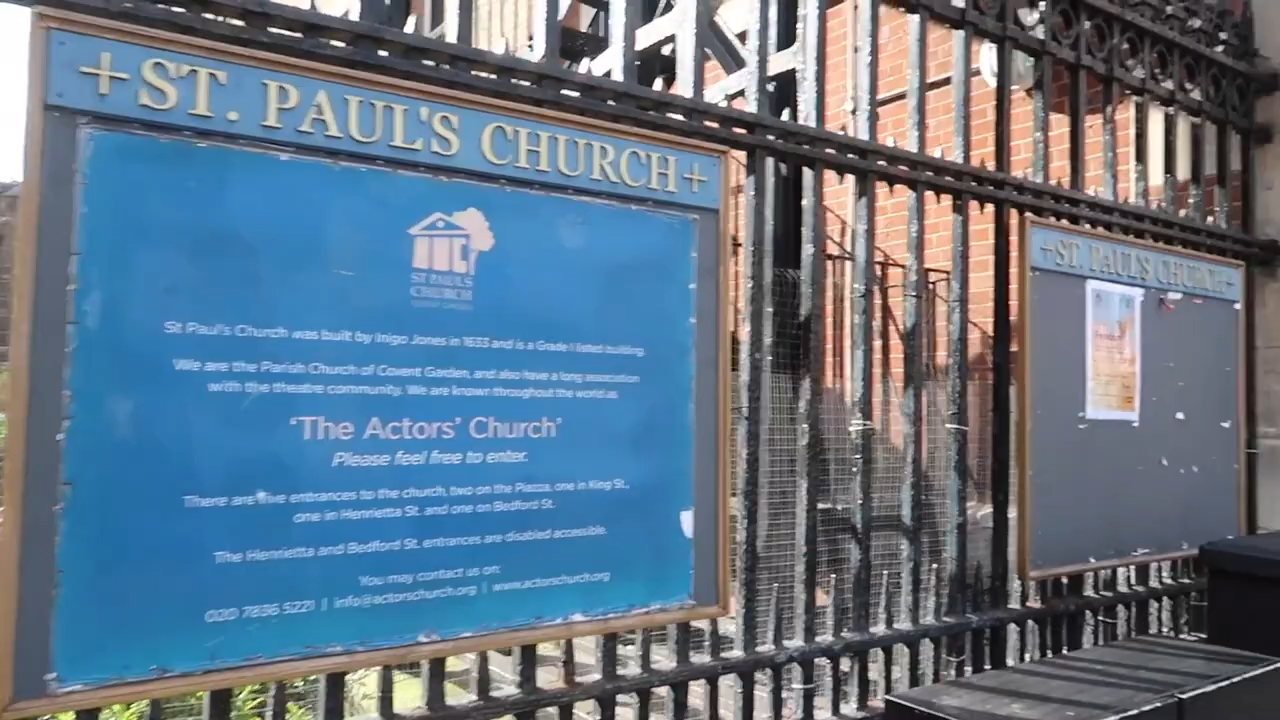 +ST. PAUL'S CHURCH+
ST PAUL'S
CHURCH
St Paul's Church was built by Inigo Jones in 1633 and is a Grade I listed building.
We are the Parish Church of Covent Garden, and also have a long association
with the theatre community. We are known throughout the world as
'The Actors' Church'
Please feel free to enter.
There are five entrances to the church, two on the Piazza, one in King St.,
one in Henrietta St. and one on Bedford St.
The Henrietta and Bedford St. entrances are disabled accessible.
You may contact us on:
020 7836 5221 | info@actorschurch.org | www.actorschurch.org
+ST. PAUL'S CHURCH+